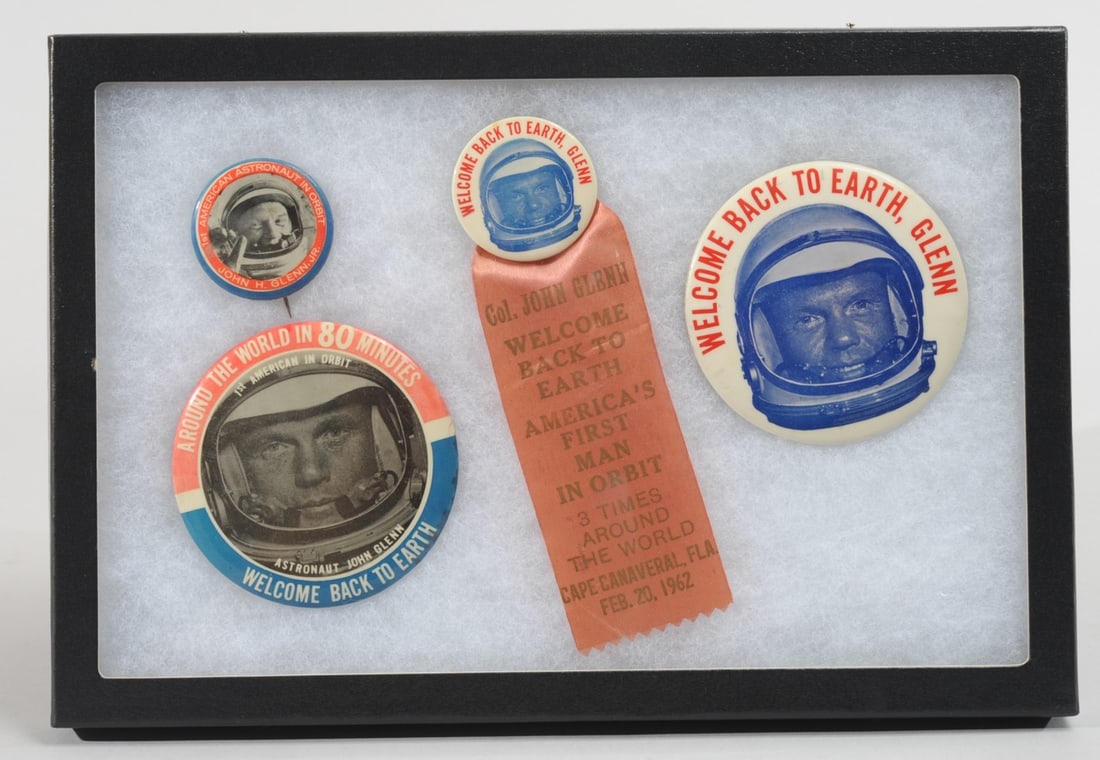 1st AMERICAN ASTRONAUT IN ORBIT
JOHN H. GLENN, JR.
AROUND THE WORLD IN 80 MINUTES
1st AMERICAN IN ORBIT
ASTRONAUT JOHN GLENN
WELCOME BACK TO EARTH
WELCOME BACK TO EARTH, GLENN
Col. JOHN GLENN
WELCOME
BACK TO
EARTH
AMERICA'S
FIRST
MAN
IN ORBIT
3 TIMES
AROUND
THE WORLD
CAPE CANAVERAL, FLA.
FEB. 20, 1962
WELCOME BACK TO EARTH, GLENN